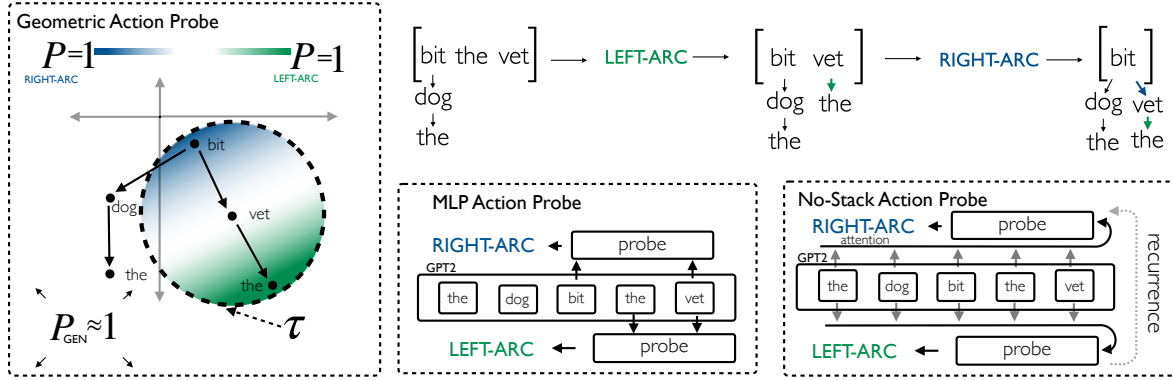 Geometric Action Probe
P=1 P=1
RIGHT-ARC LEFT-ARC
bit
dog
vet
the
the
P GEN ≈1
τ
[bit the vet] → LEFT-ARC → [bit vet] → RIGHT-ARC → [bit]
dog
the
dog the
the
dog vet
the the
MLP Action Probe
RIGHT-ARC probe
GPT2
the dog bit the vet
LEFT-ARC probe
No-Stack Action Probe
RIGHT-ARC probe
attention
GPT2
the dog bit the vet
LEFT-ARC probe
recurrence